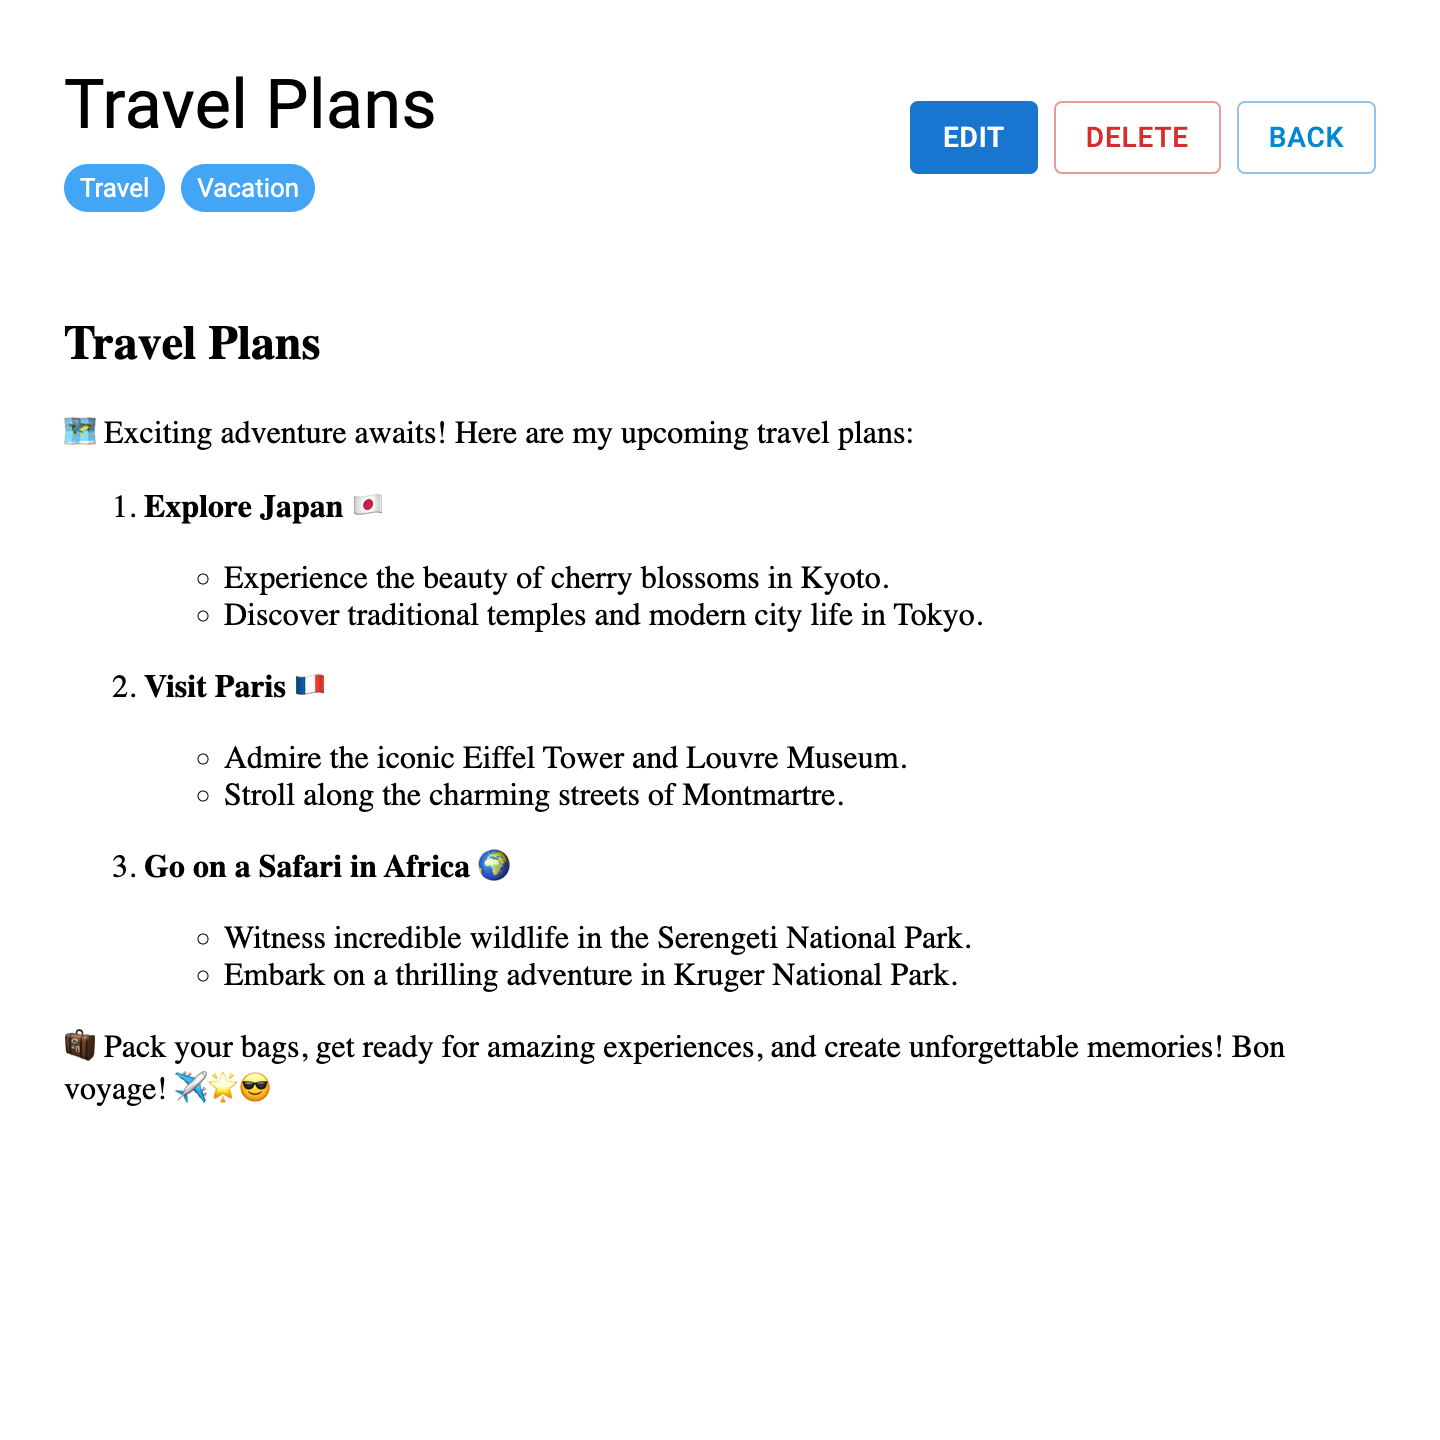 Travel Plans
EDIT
DELETE
BACK
Travel
Vacation
Travel Plans
🗺️ Exciting adventure awaits! Here are my upcoming travel plans:
1. Explore Japan 🇯🇵
○ Experience the beauty of cherry blossoms in Kyoto.
○ Discover traditional temples and modern city life in Tokyo.
2. Visit Paris 🇫🇷
○ Admire the iconic Eiffel Tower and Louvre Museum.
○ Stroll along the charming streets of Montmartre.
3. Go on a Safari in Africa 🌍
○ Witness incredible wildlife in the Serengeti National Park.
○ Embark on a thrilling adventure in Kruger National Park.
🧳 Pack your bags, get ready for amazing experiences, and create unforgettable memories! Bon
voyage! ✈️🌟😎